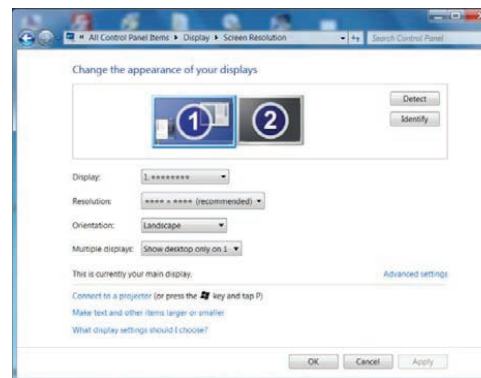 « All Control Panel Items ▸ Display ▸ Screen Resolution
Search Control Panel
Change the appearance of your displays
1
2
Detect
Identify
Display: 1.********
Resolution: **** × **** (recommended)
Orientation: Landscape
Multiple displays: Show desktop only on 1
This is currently your main display.
Advanced settings
Connect to a projector (or press the key and tap P)
Make text and other items larger or smaller
What display settings should I choose?
OK
Cancel
Apply